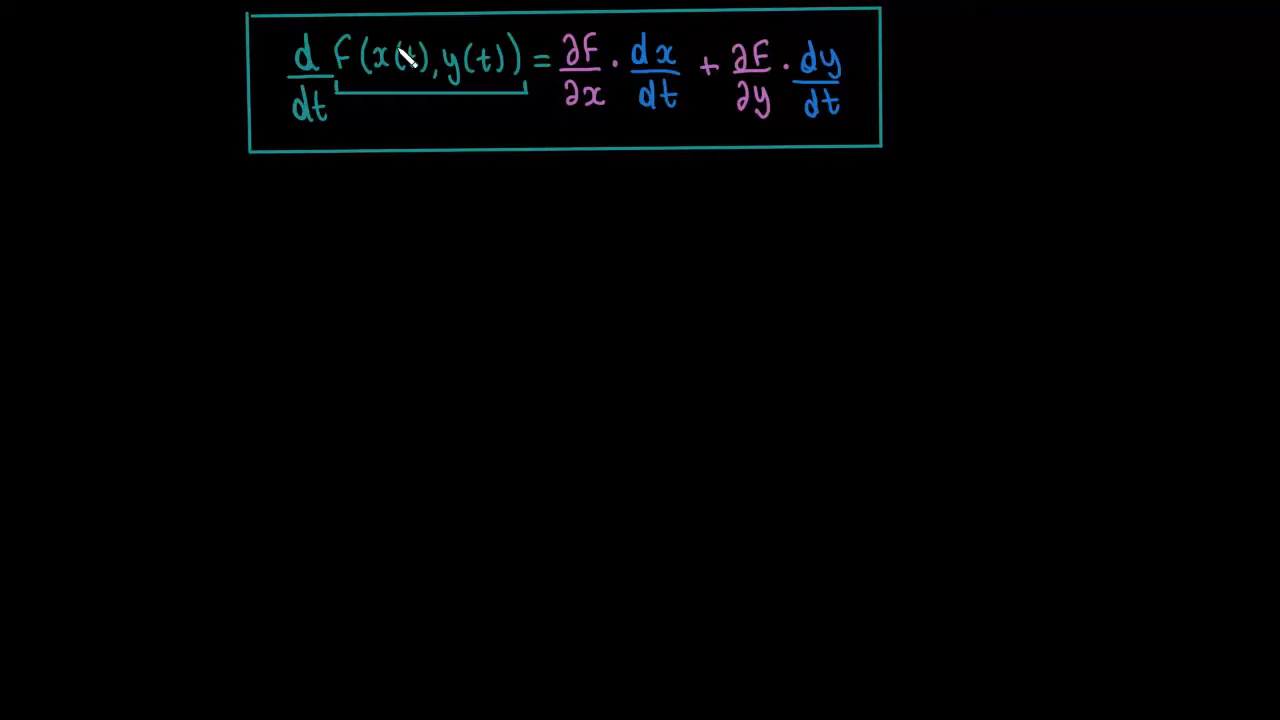 d/dt F(x(t), y(t)) = ∂F/∂x · dx/dt + ∂F/∂y · dy/dt